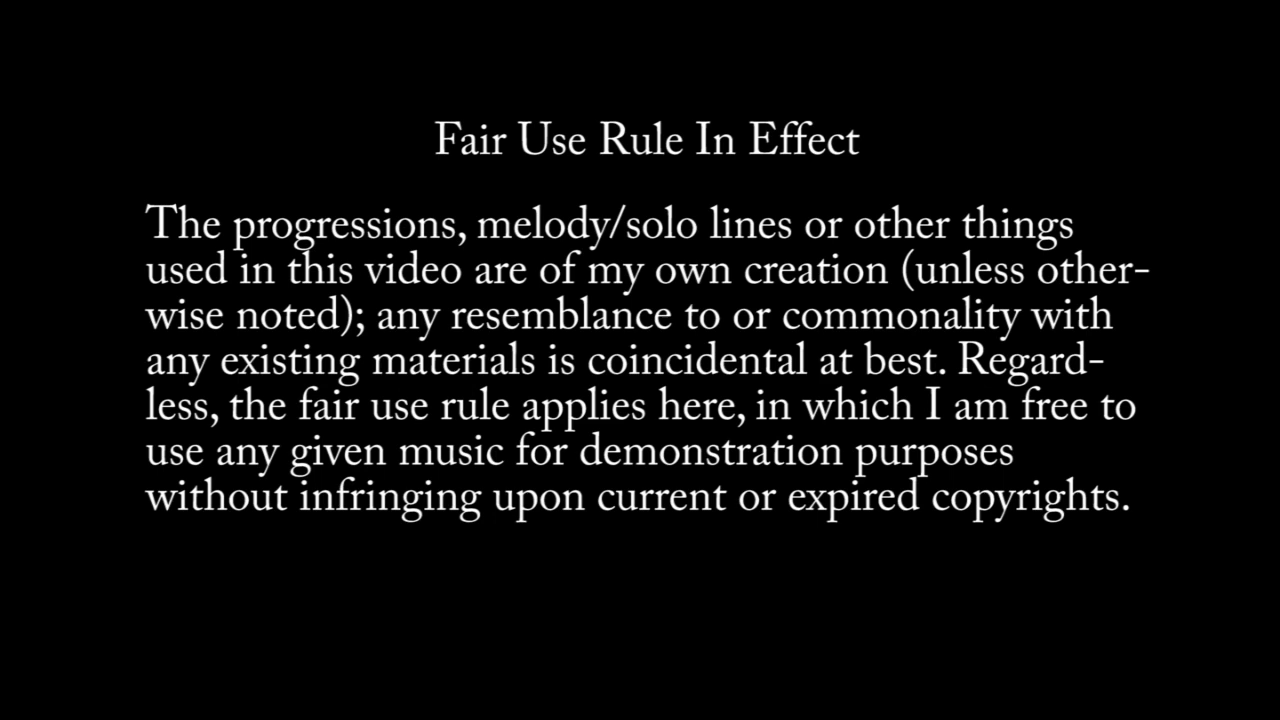 Fair Use Rule In Effect
The progressions, melody/solo lines or other things
used in this video are of my own creation (unless other-
wise noted); any resemblance to or commonality with
any existing materials is coincidental at best. Regard-
less, the fair use rule applies here, in which I am free to
use any given music for demonstration purposes
without infringing upon current or expired copyrights.